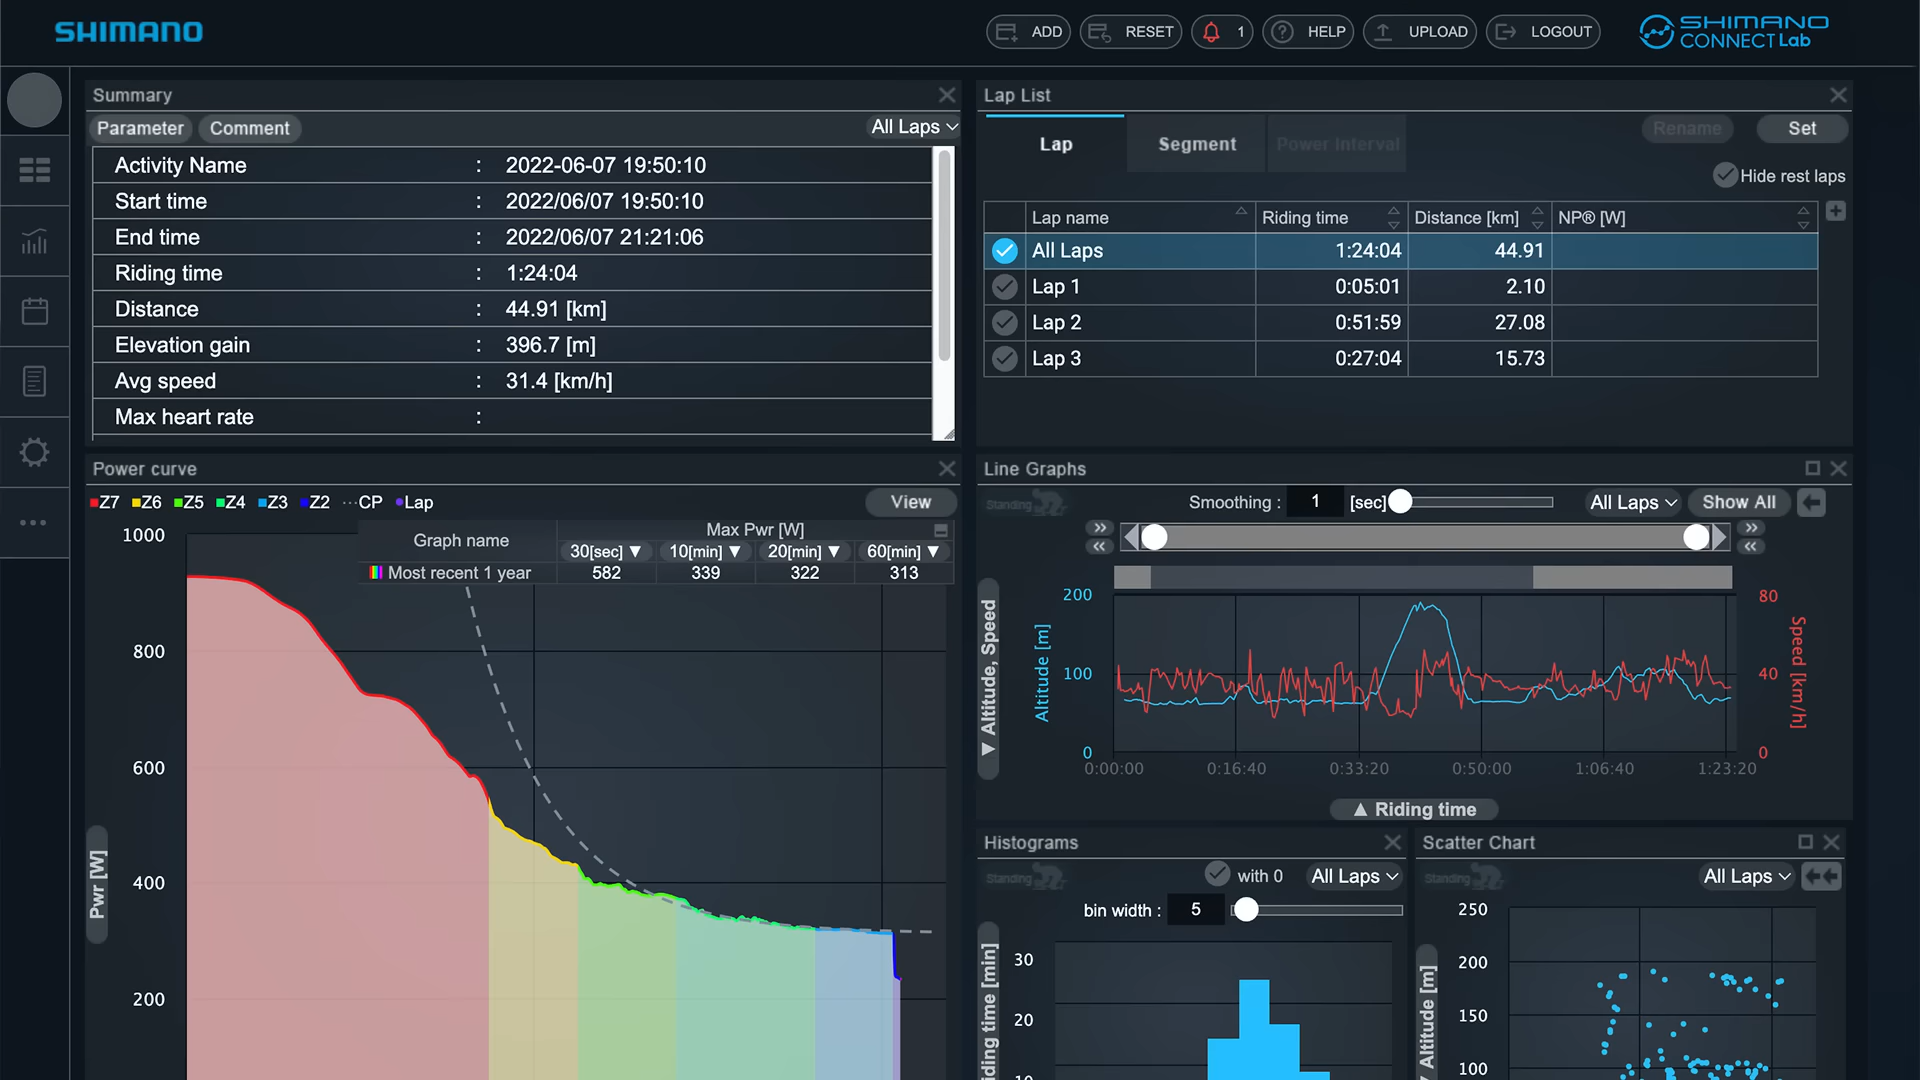 SHIMANO
ADD
RESET
1
HELP
UPLOAD
LOGOUT
SHIMANO
CONNECT Lab
Summary
Parameter
Comment
All Laps
Activity Name : 2022-06-07 19:50:10
Start time : 2022/06/07 19:50:10
End time : 2022/06/07 21:21:06
Riding time : 1:24:04
Distance : 44.91 [km]
Elevation gain : 396.7 [m]
Avg speed : 31.4 [km/h]
Max heart rate :
Lap List
Lap
Segment
Power Interval
Rename
Set
Hide rest laps
Lap name Riding time Distance [km] NP® [W]
All Laps 1:24:04 44.91
Lap 1 0:05:01 2.10
Lap 2 0:51:59 27.08
Lap 3 0:27:04 15.73
Power curve
Z7 Z6 Z5 Z4 Z3 Z2 CP Lap
View
Graph name
Max Pwr [W]
30[sec] ▼ 10[min] ▼ 20[min] ▼ 60[min] ▼
Most recent 1 year 582 339 322 313
1000
800
600
400
200
Pwr [W]
Line Graphs
Standing
Smoothing : 1 [sec]
All Laps
Show All
▼ Altitude, Speed
Altitude [m]
200
100
0
80
40
0
Speed [km/h]
0:00:00 0:16:40 0:33:20 0:50:00 1:06:40 1:23:20
▲ Riding time
Histograms
Standing
with 0
All Laps
bin width : 5
30
20
10
Scatter Chart
Standing
All Laps
Altitude [m]
250
200
150
100